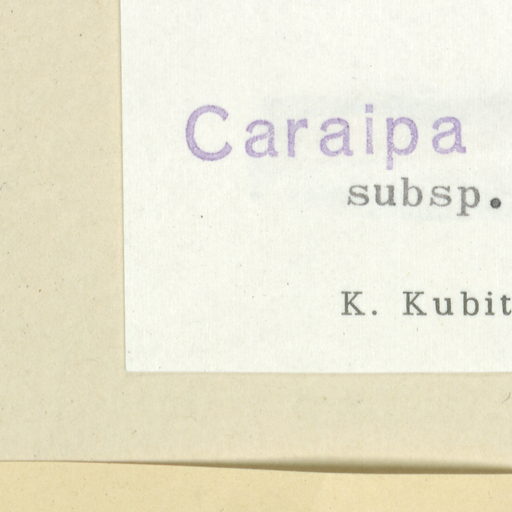 Caraipa
subsp.
K. Kubit